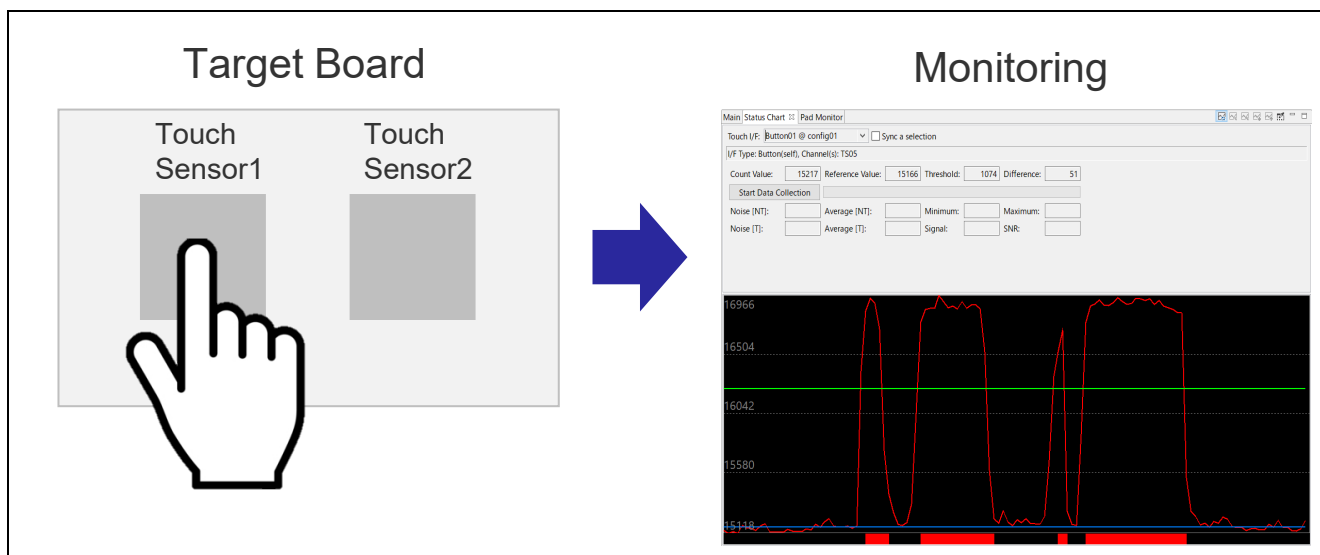 Target Board
Touch
Sensor1
Touch
Sensor2
Monitoring
Main Status Chart Pad Monitor
Touch I/F: Button01 @ config01 Sync a selection
I/F Type: Button(self), Channel(s): TS05
Count Value: 15217 Reference Value: 15166 Threshold: 1074 Difference: 51
Start Data Collection
Noise [NT]: Average [NT]: Minimum: Maximum:
Noise [T]: Average [T]: Signal: SNR:
16966
16504
16042
15580
15118